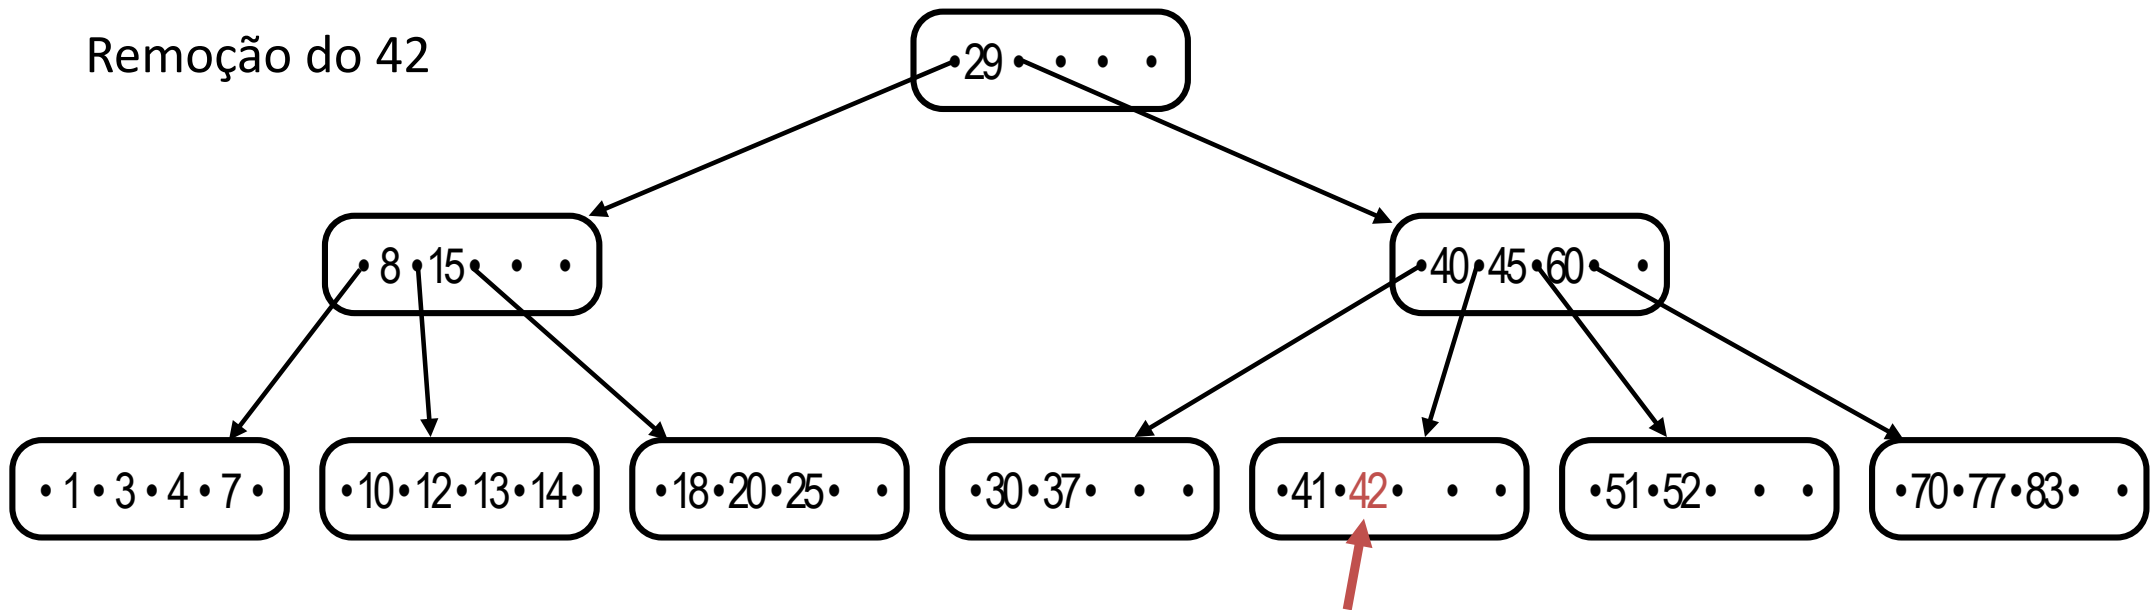 Remoção do 42
• 29 • • • •
• 8 • 15 • • •
• 40 • 45 • 60 • •
• 1 • 3 • 4 • 7 •
• 10 • 12 • 13 • 14 •
• 18 • 20 • 25 • •
• 30 • 37 • • •
• 41 • 42 • • •
• 51 • 52 • • •
• 70 • 77 • 83 • •